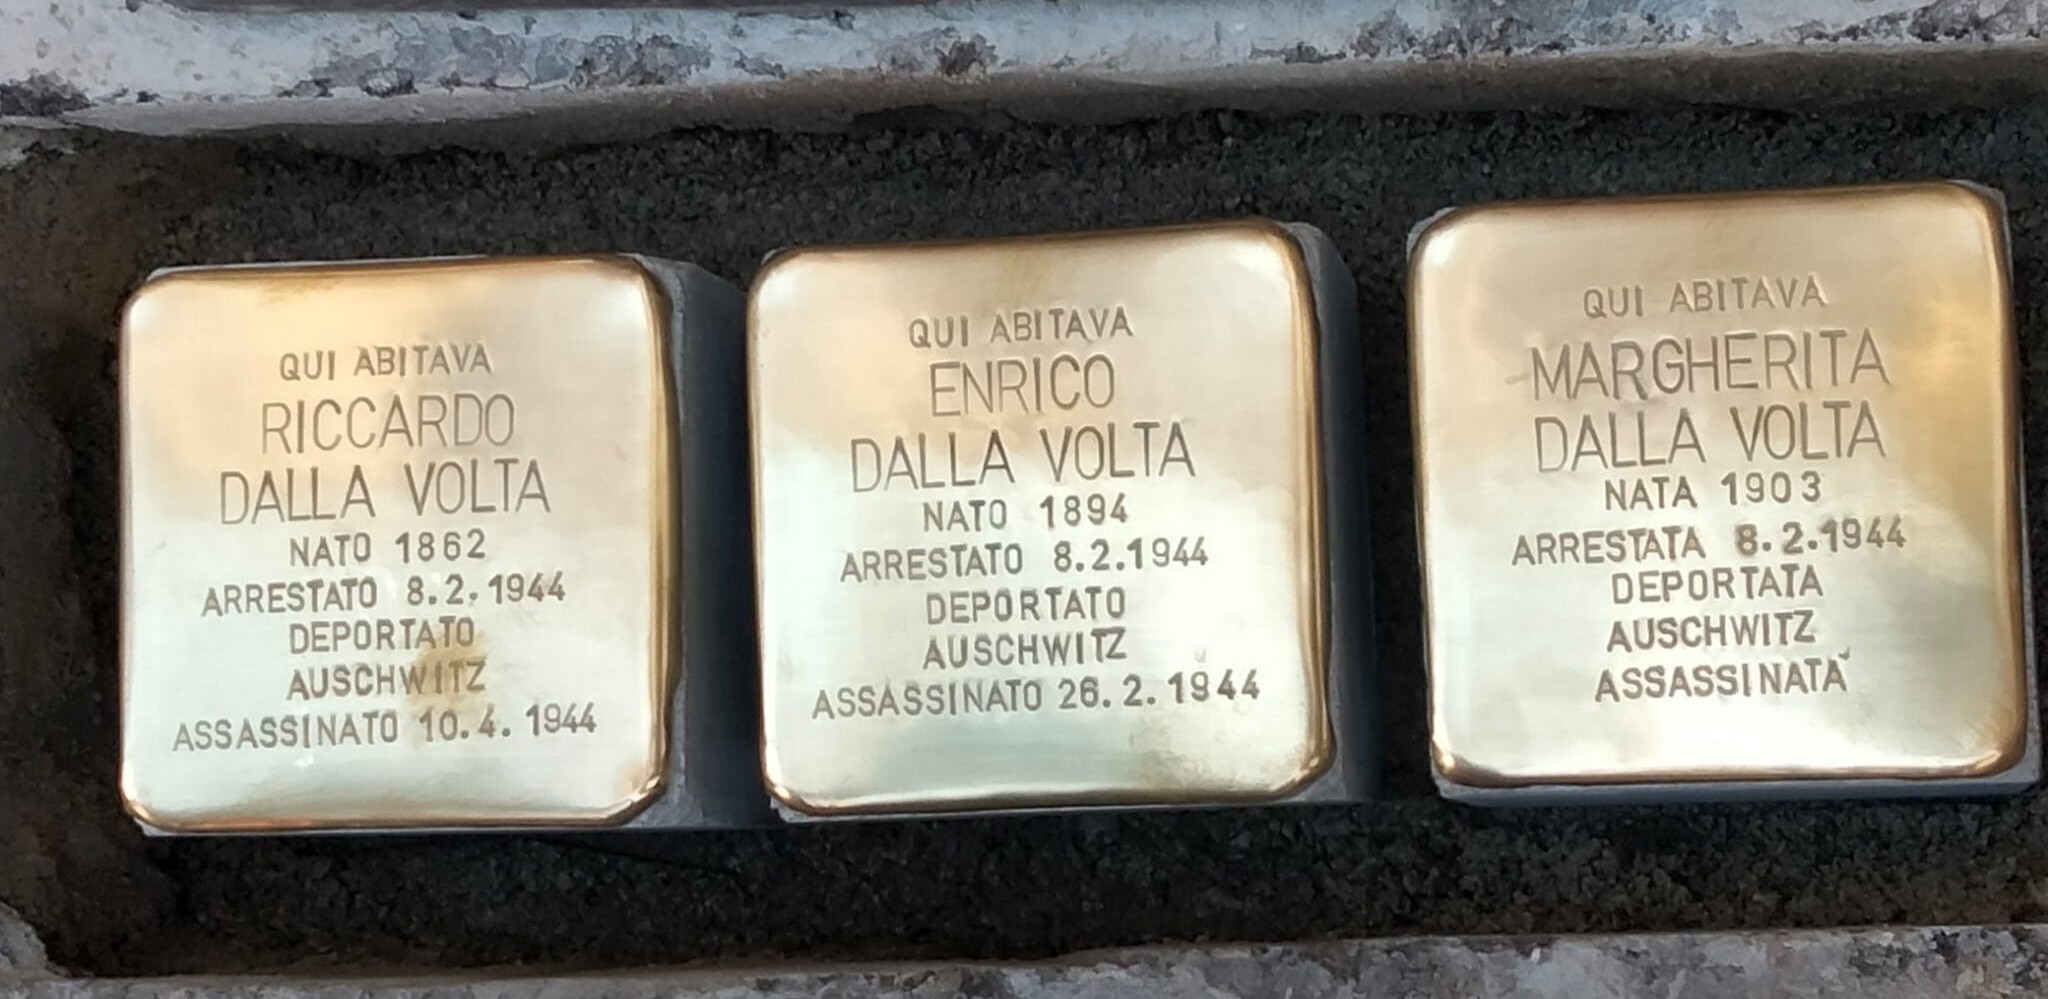 QUI ABITAVA
RICCARDO
DALLA VOLTA
NATO 1862
ARRESTATO 8.2.1944
DEPORTATO
AUSCHWITZ
ASSASSINATO 10.4.1944
QUI ABITAVA
ENRICO
DALLA VOLTA
NATO 1894
ARRESTATO 8.2.1944
DEPORTATO
AUSCHWITZ
ASSASSINATO 26.2.1944
QUI ABITAVA
MARGHERITA
DALLA VOLTA
NATA 1903
ARRESTATA 8.2.1944
DEPORTATA
AUSCHWITZ
ASSASSINATA